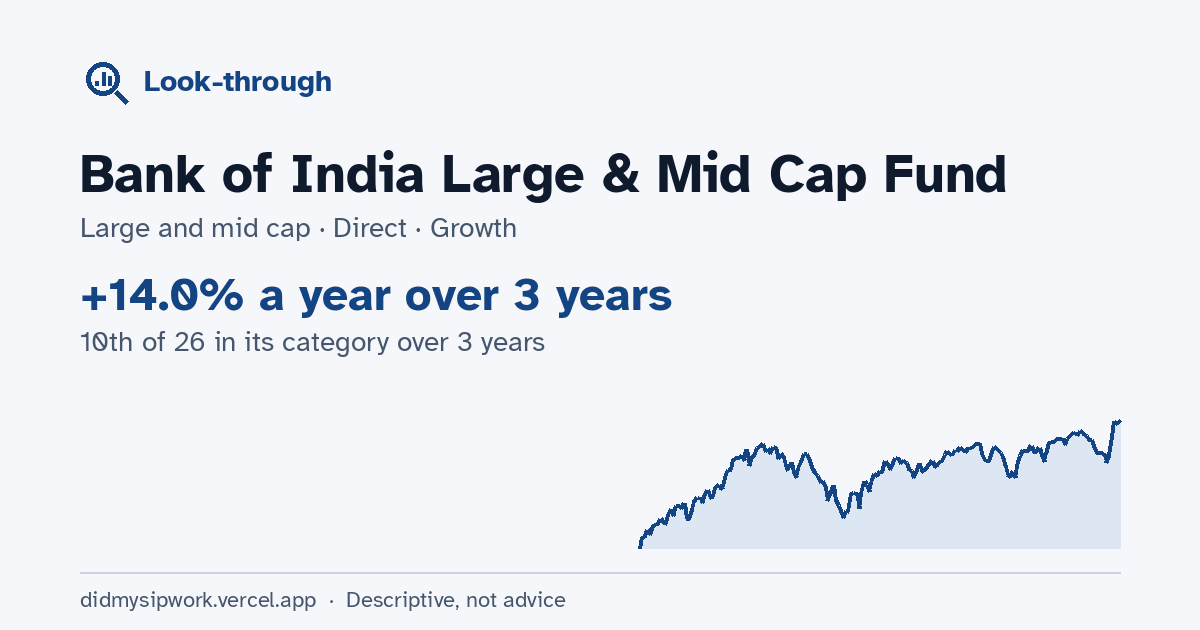 Look-through
Bank of India Large & Mid Cap Fund
Large and mid cap · Direct · Growth
+14.0% a year over 3 years
10th of 26 in its category over 3 years
didmysipwork.vercel.app · Descriptive, not advice